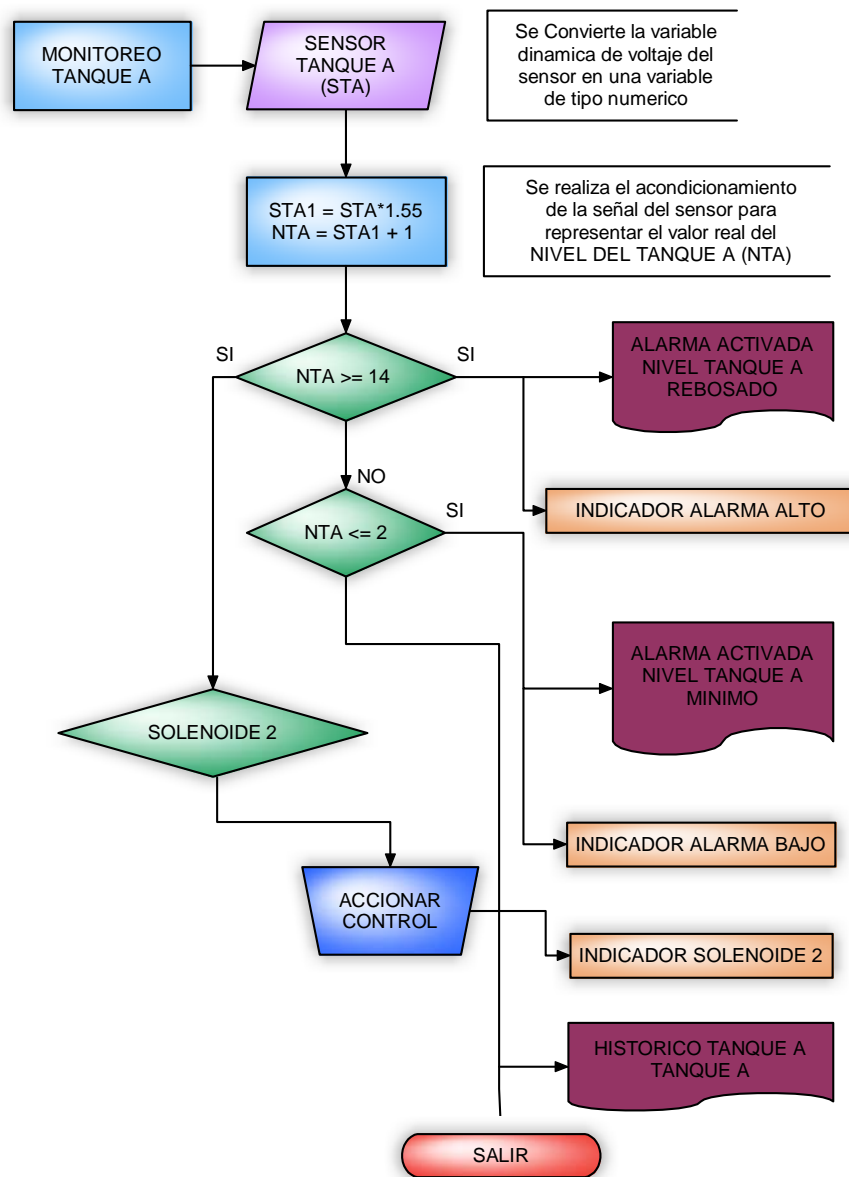 MONITOREO
TANQUE A
SENSOR
TANQUE A
(STA)
Se Convierte la variable
dinamica de voltaje del
sensor en una variable
de tipo numerico
STA1 = STA*1.55
NTA = STA1 + 1
Se realiza el acondicionamiento
de la señal del sensor para
representar el valor real del
NIVEL DEL TANQUE A (NTA)
SI
NTA >= 14
SI
ALARMA ACTIVADA
NIVEL TANQUE A
REBOSADO
NO
INDICADOR ALARMA ALTO
NTA <= 2
SI
ALARMA ACTIVADA
NIVEL TANQUE A
MINIMO
SOLENOIDE 2
INDICADOR ALARMA BAJO
ACCIONAR
CONTROL
INDICADOR SOLENOIDE 2
HISTORICO TANQUE A
TANQUE A
SALIR